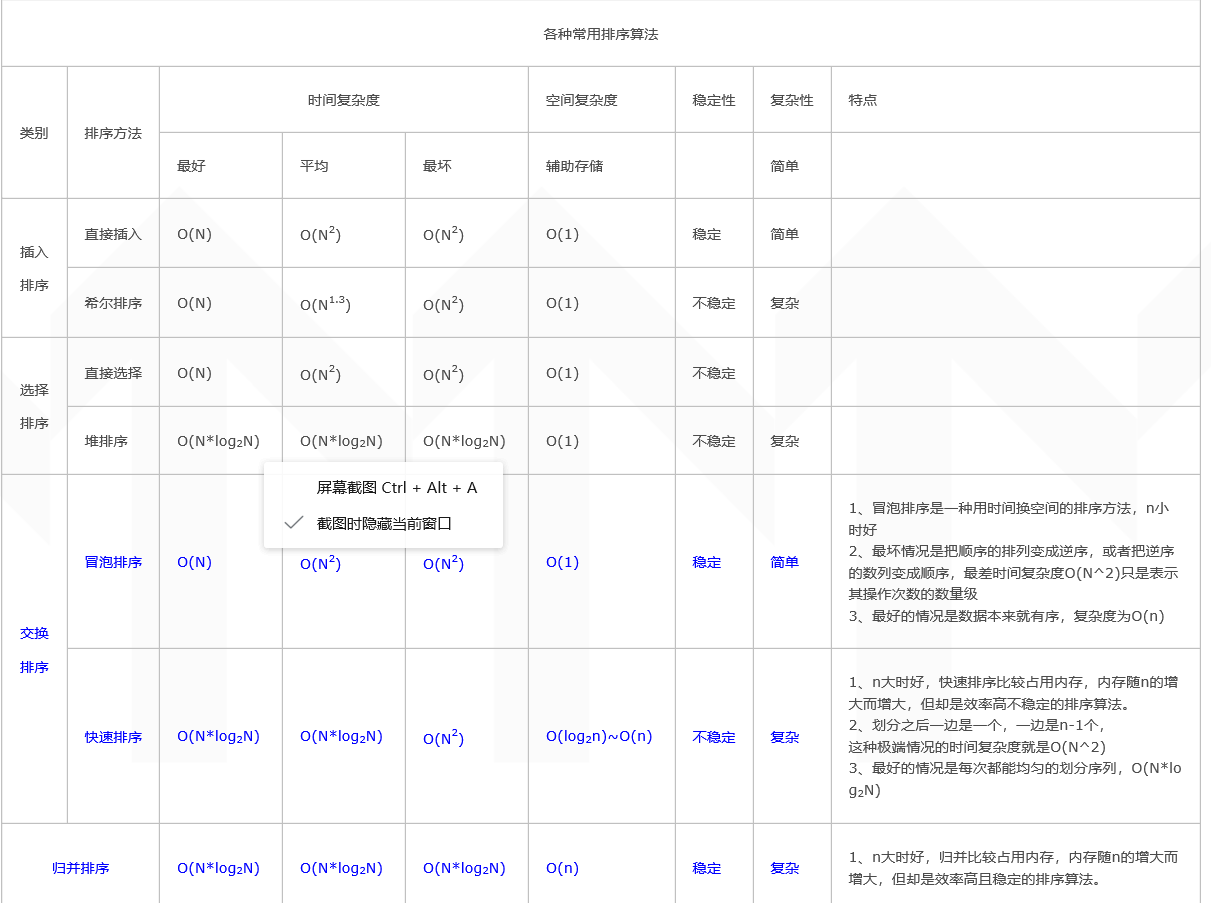 各种常用排序算法
类别 排序方法 时间复杂度 空间复杂度 稳定性 复杂性 特点
最好 平均 最坏 辅助存储 简单
插入
排序
直接插入 O(N) O(N²) O(N²) O(1) 稳定 简单
希尔排序 O(N) O(N¹·³) O(N²) O(1) 不稳定 复杂
选择
排序
直接选择 O(N) O(N²) O(N²) O(1) 不稳定
堆排序 O(N*log₂N) O(N*log₂N) O(N*log₂N) O(1) 不稳定 复杂
屏幕截图 Ctrl + Alt + A
截图时隐藏当前窗口
交换
排序
冒泡排序 O(N) O(N²) O(N²) O(1) 稳定 简单
1、冒泡排序是一种用时间换空间的排序方法，n小
时好
2、最坏情况是把顺序的排列变成逆序，或者把逆序
的数列变成顺序，最差时间复杂度O(N^2)只是表示
其操作次数的数量级
3、最好的情况是数据本来就有序，复杂度为O(n)
快速排序 O(N*log₂N) O(N*log₂N) O(N²) O(log₂n)~O(n) 不稳定 复杂
1、n大时好，快速排序比较占用内存，内存随n的增
大而增大，但却是效率高不稳定的排序算法。
2、划分之后一边是一个，一边是n-1个，
这种极端情况的时间复杂度就是O(N^2)
3、最好的情况是每次都能均匀的划分序列，O(N*lo
g₂N)
归并排序 O(N*log₂N) O(N*log₂N) O(N*log₂N) O(n) 稳定 复杂
1、n大时好，归并比较占用内存，内存随n的增大而
增大，但却是效率高且稳定的排序算法。